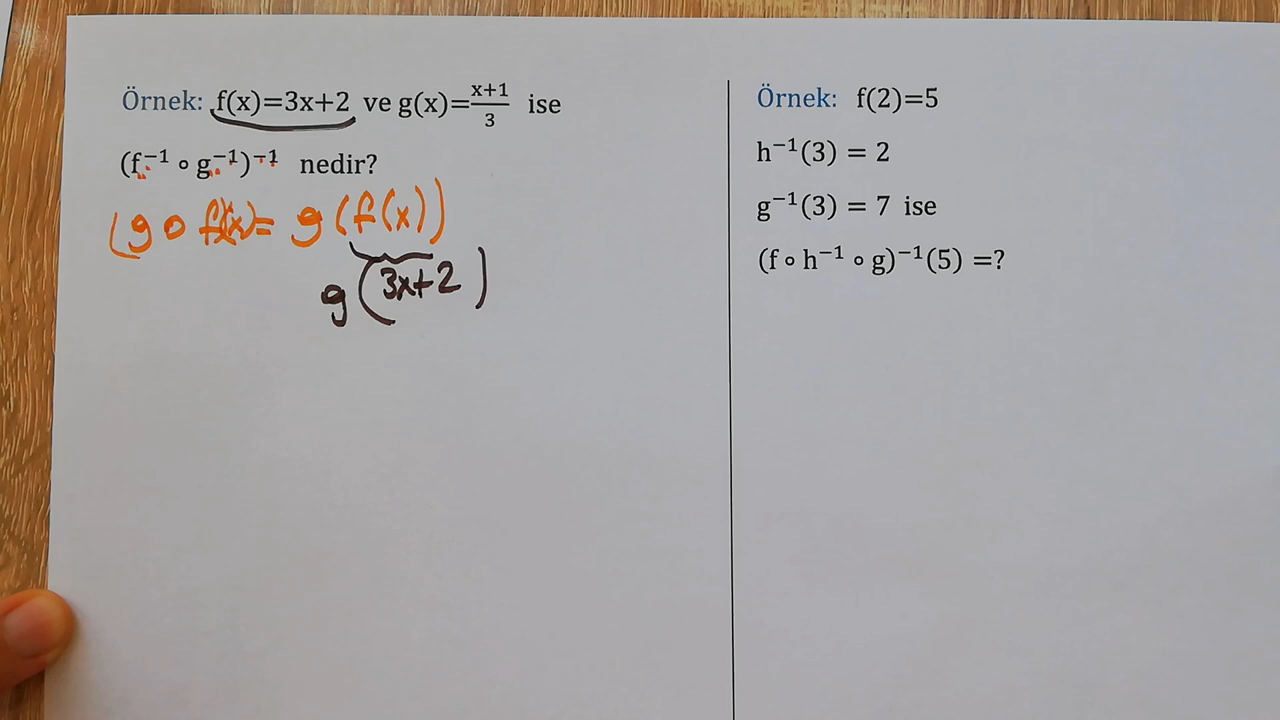 Örnek: f(x)=3x+2 ve g(x)=x+1/3 ise
(f⁻¹ ∘ g⁻¹)⁻¹ nedir?
(g o f)(x)= g(f(x))
g(3x+2)
Örnek: f(2)=5
h⁻¹(3) = 2
g⁻¹(3) = 7 ise
(f ∘ h⁻¹ ∘ g)⁻¹(5) =?